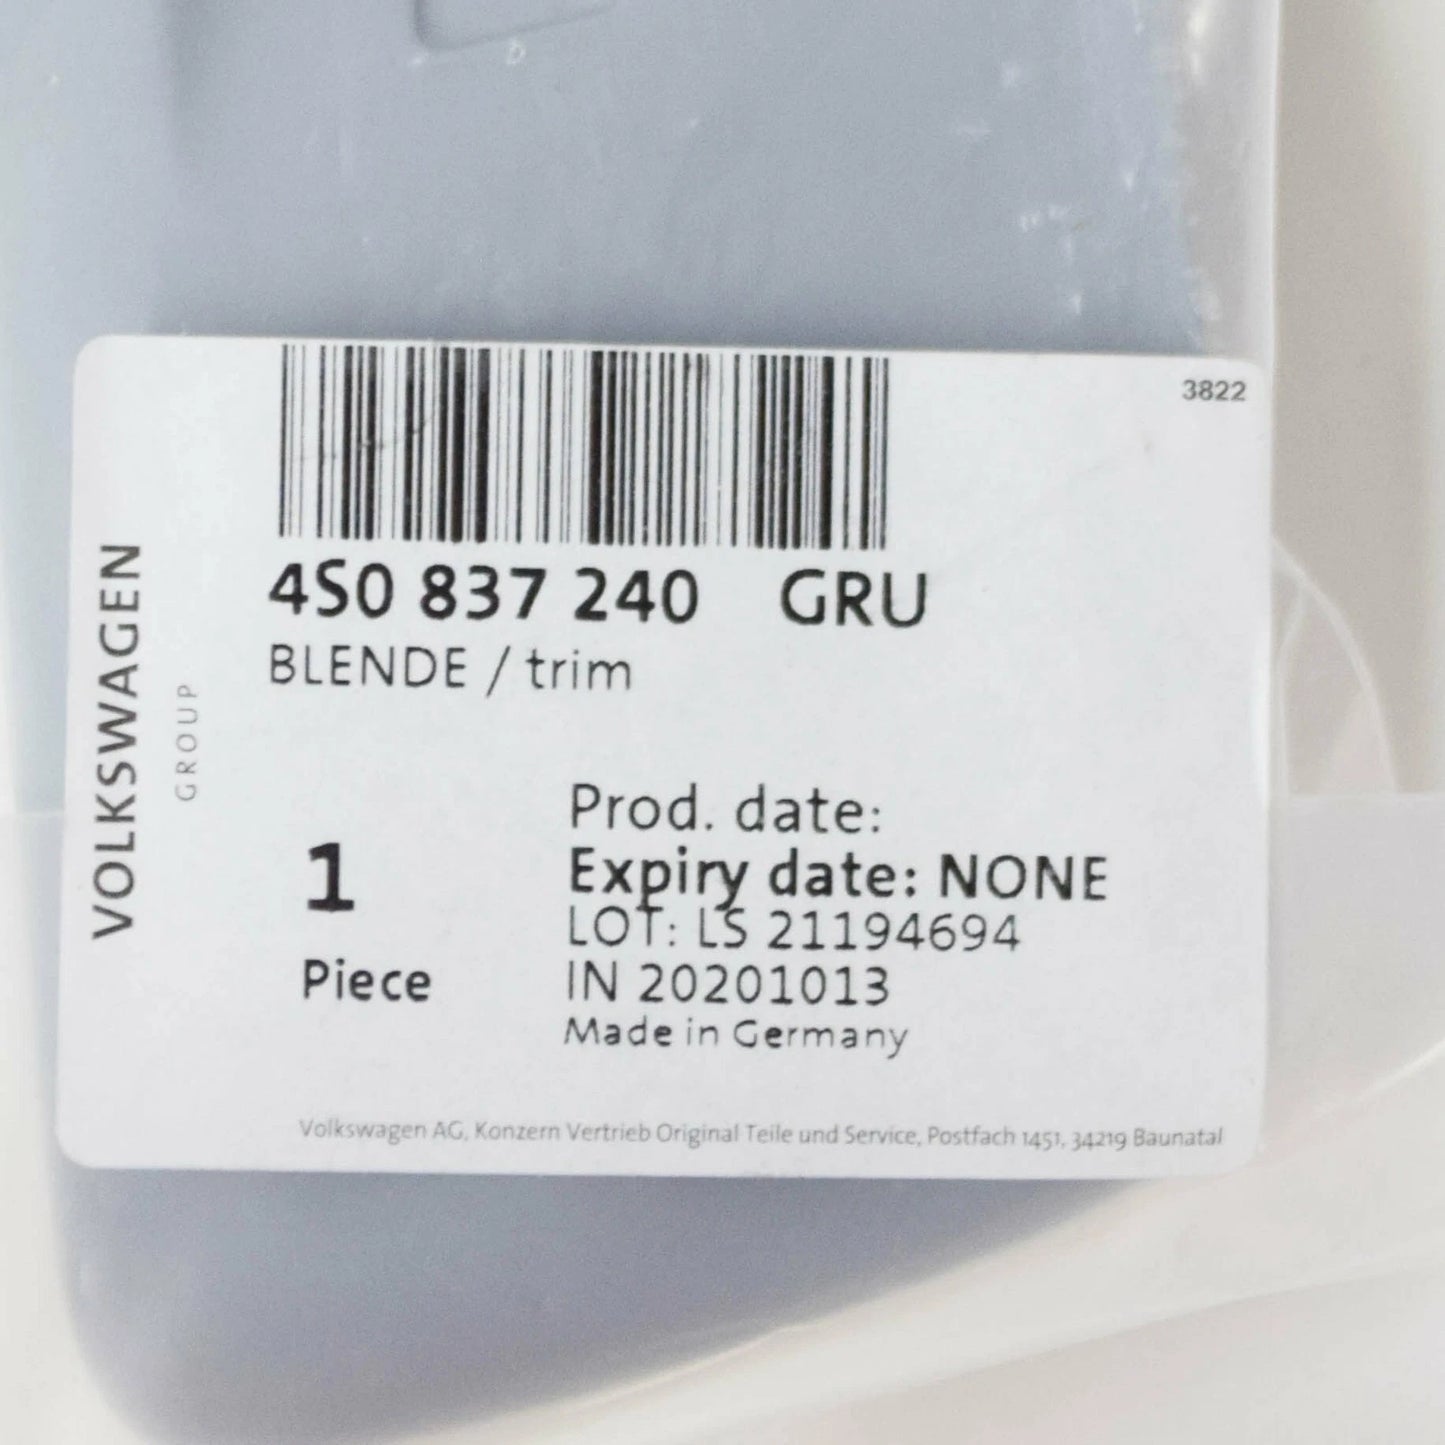 3822
4S0 837 240 GRU
BLENDE / trim
VOLKSWAGEN
GROUP
Prod. date:
Expiry date: NONE
1
LOT: LS 21194694
Piece
IN 20201013
Made in Germany
Volkswagen AG, Konzern Vertrieb Original Teile und Service, Postfach 1451, 34219 Baunatal